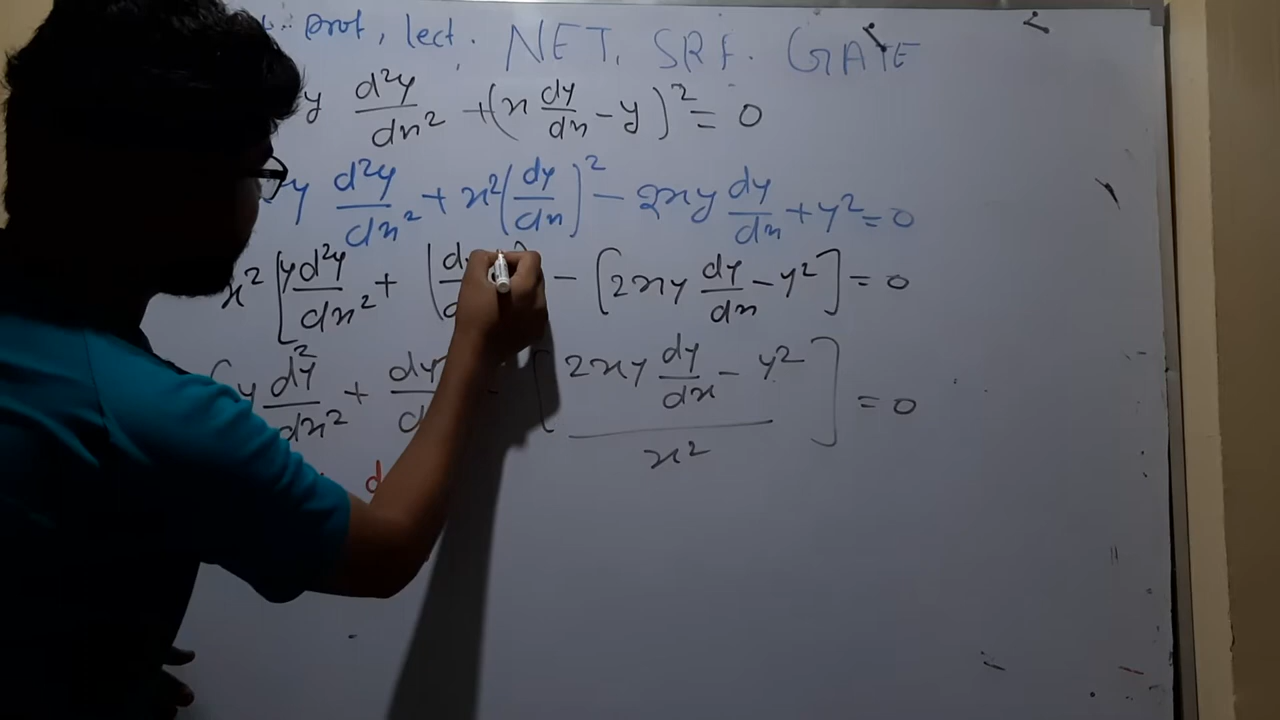 prof, lect. NET, SRF. GATE
y d²y/dx² + (x dy/dx - y)² = 0
y d²y/dx² + x² (dy/dx)² - 2xy dy/dx + y² = 0
x² [y d²y/dx² + (dy - [2xy dy/dx - y²] = 0
[y d²y/dx² + dy/d - [2xy dy/dx - y² / x²] = 0
d